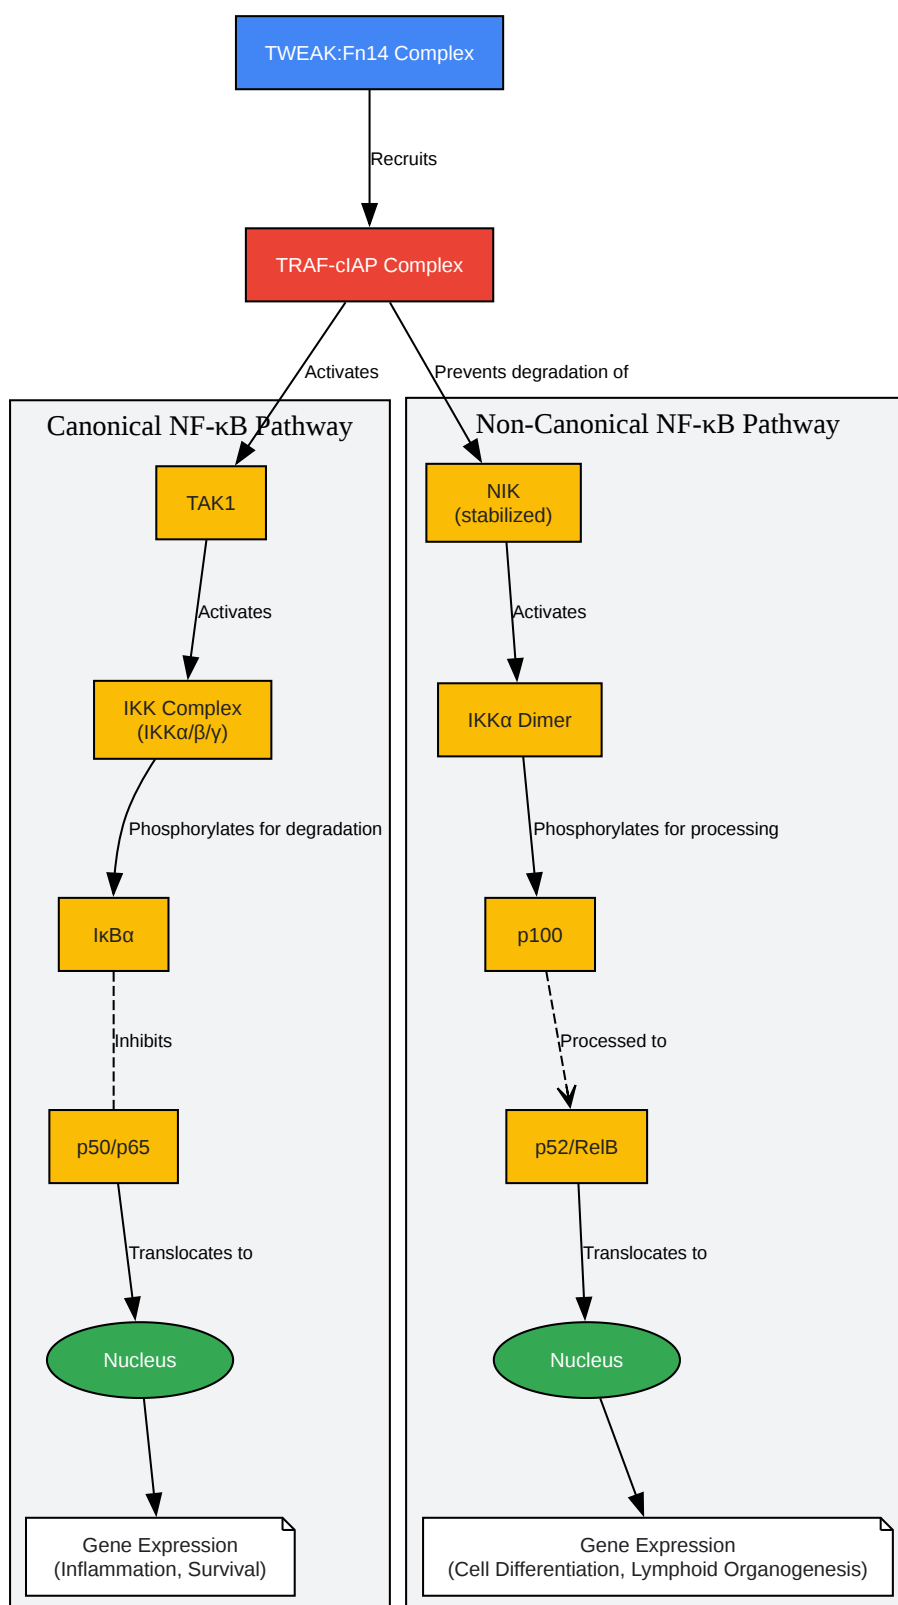 TWEAK:Fn14 Complex
Recruits
TRAF-cIAP Complex
Activates
Prevents degradation of
Canonical NF-κB Pathway
TAK1
Activates
IKK Complex
(IKKα/β/γ)
Phosphorylates for degradation
IκBα
Inhibits
p50/p65
Translocates to
Nucleus
Gene Expression
(Inflammation, Survival)
Non-Canonical NF-κB Pathway
NIK
(stabilized)
Activates
IKKα Dimer
Phosphorylates for processing
p100
Processed to
p52/RelB
Translocates to
Nucleus
Gene Expression
(Cell Differentiation, Lymphoid Organogenesis)